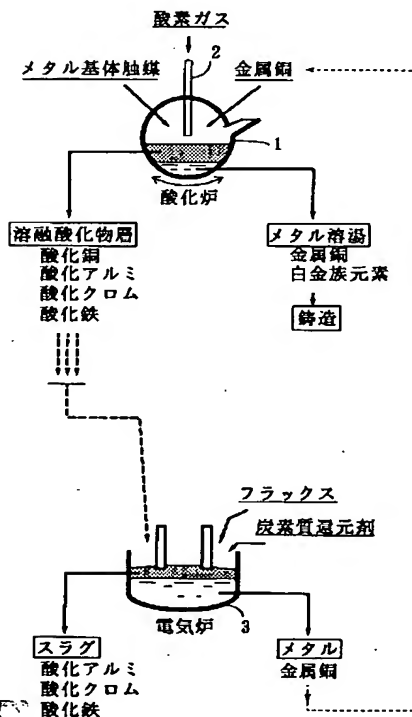 酸素ガス
2
メタル基体触媒
金属銅
1
酸化炉
溶融酸化物層
酸化銅
酸化アルミ
酸化クロム
酸化鉄
メタル溶湯
金属銅
白金族元素
鋳造
フラックス
炭素質還元剤
電気炉
3
スラグ
酸化アルミ
酸化クロム
酸化鉄
メタル
金属銅